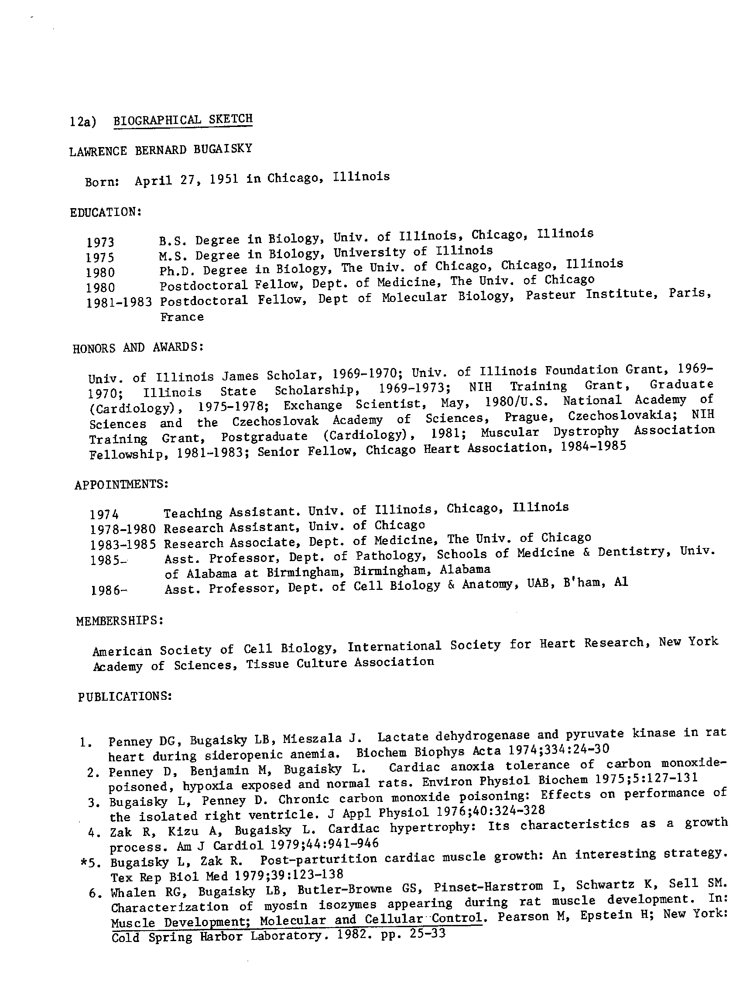 12a) BIOGRAPHICAL SKETCH
LAWRENCE BERNARD BUGAISKY
Born: April 27, 1951 in Chicago, Illinois
EDUCATION:
1973 B.S. Degree in Biology, Univ. of Illinois, Chicago, Illinois
1975 M.S. Degree in Biology, University of Illinois
1980 Ph.D. Degree in Biology, The Univ. of Chicago, Chicago, Illinois
1980 Postdoctoral Fellow, Dept. of Medicine, The Univ. of Chicago
1981-1983 Postdoctoral Fellow, Dept of Molecular Biology, Pasteur Institute, Paris,
France
HONORS AND AWARDS:
Univ. of Illinois James Scholar, 1969-1970; Univ. of Illinois Foundation Grant, 1969-
1970; Illinois State Scholarship, 1969-1973; NIH Training Grant, Graduate
(Cardiology), 1975-1978; Exchange Scientist, May, 1980/U.S. National Academy of
Sciences and the Czechoslovak Academy of Sciences, Prague, Czechoslovakia; NIH
Training Grant, Postgraduate (Cardiology), 1981; Muscular Dystrophy Association
Fellowship, 1981-1983; Senior Fellow, Chicago Heart Association, 1984-1985
APPOINTMENTS:
1974 Teaching Assistant. Univ. of Illinois, Chicago, Illinois
1978-1980 Research Assistant, Univ. of Chicago
1983-1985 Research Associate, Dept. of Medicine, The Univ. of Chicago
1985- Asst. Professor, Dept. of Pathology, Schools of Medicine & Dentistry, Univ.
of Alabama at Birmingham, Birmingham, Alabama
1986- Asst. Professor, Dept. of Cell Biology & Anatomy, UAB, B'ham, Al
MEMBERSHIPS:
American Society of Cell Biology, International Society for Heart Research, New York
Academy of Sciences, Tissue Culture Association
PUBLICATIONS:
1. Penney DG, Bugaisky LB, Mieszala J. Lactate dehydrogenase and pyruvate kinase in rat
heart during sideropenic anemia. Biochem Biophys Acta 1974;334:24-30
2. Penney D, Benjamin M, Bugaisky L. Cardiac anoxia tolerance of carbon monoxide-
poisoned, hypoxia exposed and normal rats. Environ Physiol Biochem 1975;5:127-131
3. Bugaisky L, Penney D. Chronic carbon monoxide poisoning: Effects on performance of
the isolated right ventricle. J Appl Physiol 1976;40:324-328
4. Zak R, Kizu A, Bugaisky L. Cardiac hypertrophy: Its characteristics as a growth
process. Am J Cardiol 1979;44:941-946
*5. Bugaisky L, Zak R. Post-parturition cardiac muscle growth: An interesting strategy.
Tex Rep Biol Med 1979;39:123-138
6. Whalen RG, Bugaisky LB, Butler-Browne GS, Pinset-Harstrom I, Schwartz K, Sell SM.
Characterization of myosin isozymes appearing during rat muscle development. In:
Muscle Development; Molecular and Cellular Control. Pearson M, Epstein H; New York:
Cold Spring Harbor Laboratory. 1982. pp. 25-33